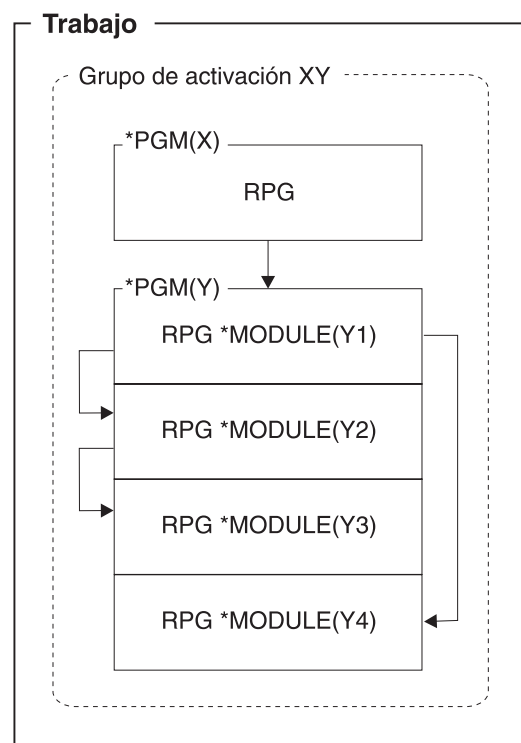 Trabajo
Grupo de activación XY
*PGM(X)
RPG
*PGM(Y)
RPG *MODULE(Y1)
RPG *MODULE(Y2)
RPG *MODULE(Y3)
RPG *MODULE(Y4)